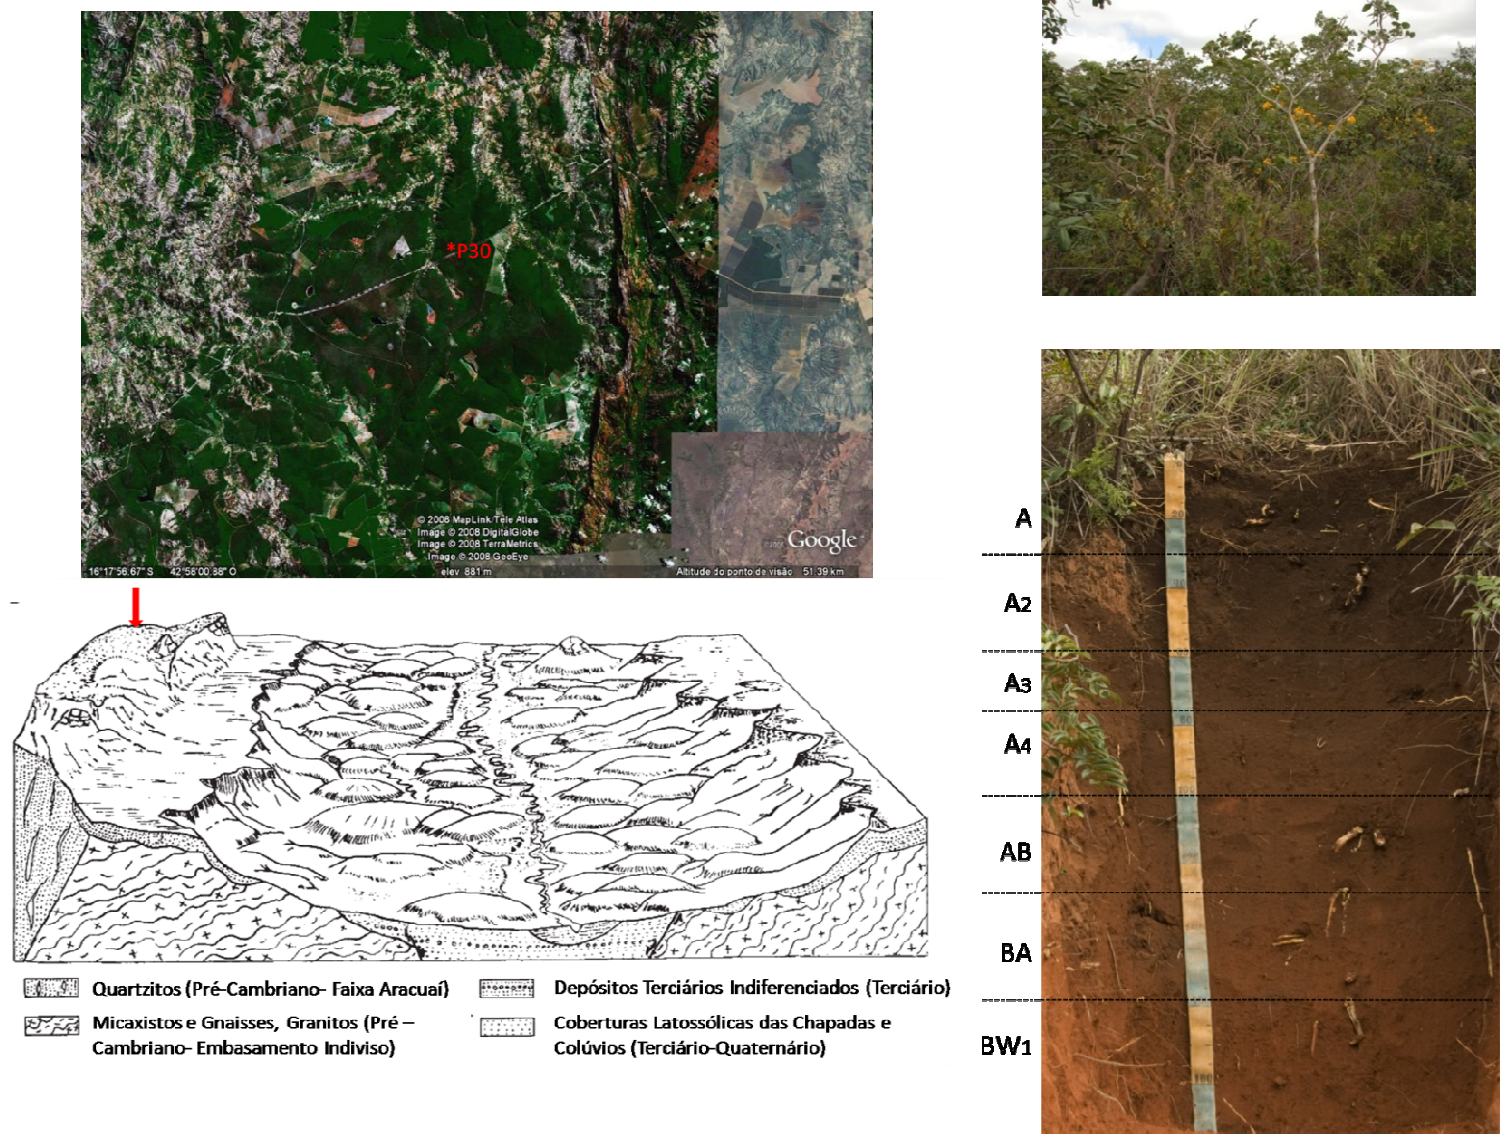 *P30
© 2008 MapLink/Tele Atlas
Image © 2008 DigitalGlobe
Image © 2008 TerraMetrics
Image © 2008 GeoEye
Google
16°17'56.67" S 42°58'00.88" O
elev 881 m
Altitude do ponto de visão 51.39 km
Quartzitos (Pré-Cambriano- Faixa Aracuaí)
Micaxistos e Gnaisses, Granitos (Pré –
Cambriano- Embasamento Indiviso)
Depósitos Terciários Indiferenciados (Terciário)
Coberturas Latossólicas das Chapadas e
Colúvios (Terciário-Quaternário)
A
A2
A3
A4
AB
BA
BW1
20
80